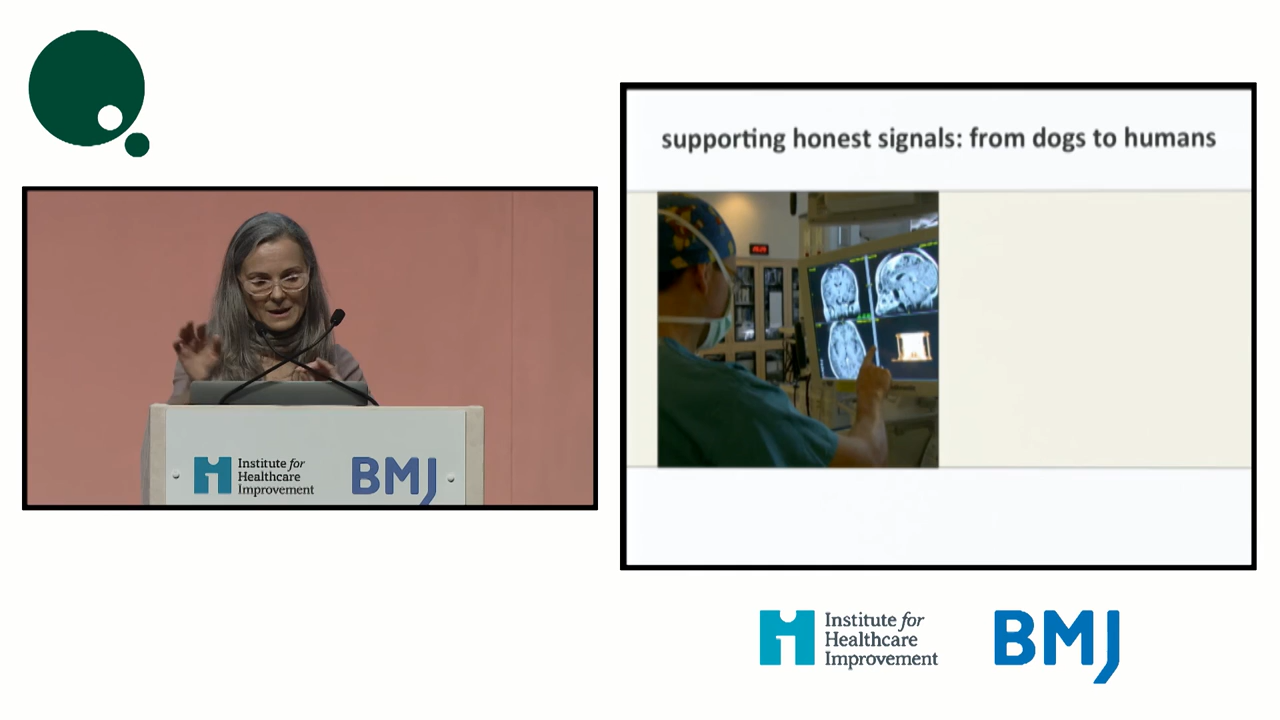 supporting honest signals: from dogs to humans
Institute for
Healthcare
Improvement
BMJ
Institute for
Healthcare
Improvement
BMJ